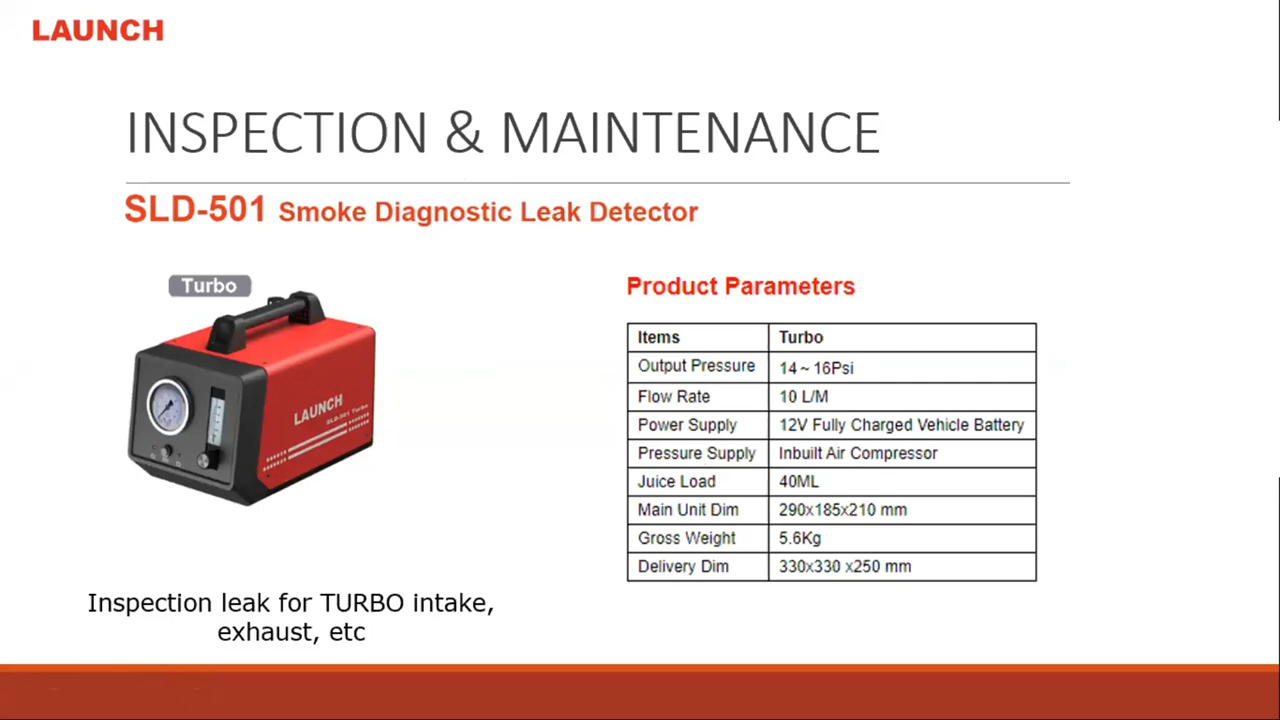 LAUNCH
INSPECTION & MAINTENANCE
SLD-501 Smoke Diagnostic Leak Detector
Turbo
LAUNCH
SLD-501 Turbo
Product Parameters
Items Turbo
Output Pressure 14 ~ 16Psi
Flow Rate 10 L/M
Power Supply 12V Fully Charged Vehicle Battery
Pressure Supply Inbuilt Air Compressor
Juice Load 40ML
Main Unit Dim 290x185x210 mm
Gross Weight 5.6Kg
Delivery Dim 330x330 x250 mm
Inspection leak for TURBO intake,
exhaust, etc